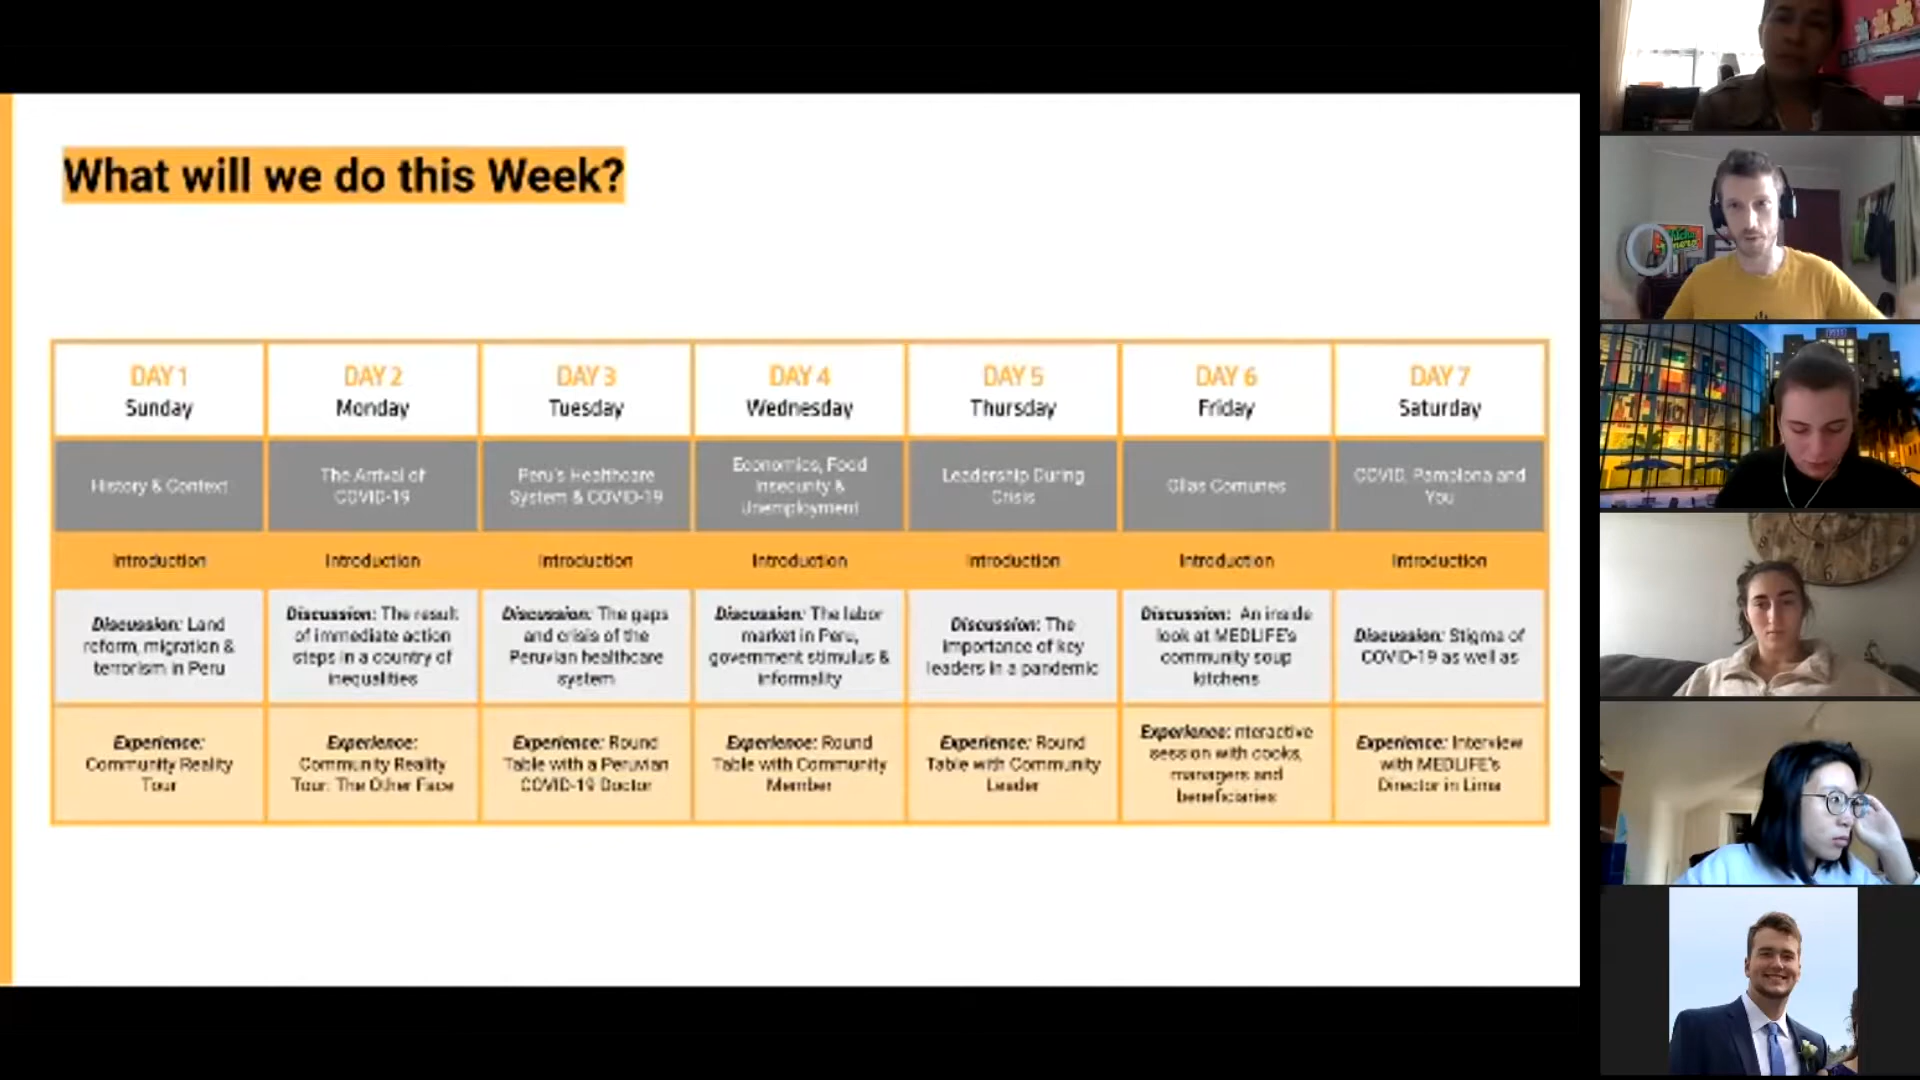 What will we do this Week?
DAY 1
Sunday
DAY 2
Monday
DAY 3
Tuesday
DAY 4
Wednesday
DAY 5
Thursday
DAY 6
Friday
DAY 7
Saturday
History & Context
The Arrival of
COVID-19
Peru's Healthcare
System & COVID-19
Economics, Food
Insecurity &
Unemployment
Leadership During
Crisis
Ollas Comunes
COVID, Pamplona and
You
Introduction
Introduction
Introduction
Introduction
Introduction
Introduction
Introduction
Discussion: Land
reform, migration &
terrorism in Peru
Discussion: The result
of immediate action
steps in a country of
inequalities
Discussion: The gaps
and crisis of the
Peruvian healthcare
system
Discussion: The labor
market in Peru,
government stimulus &
informality
Discussion: The
importance of key
leaders in a pandemic
Discussion: An inside
look at MEDLIFE's
community soup
kitchens
Discussion: Stigma of
COVID-19 as well as
Experience:
Community Reality
Tour
Experience:
Community Reality
Tour: The Other Face
Experience: Round
Table with a Peruvian
COVID-19 Doctor
Experience: Round
Table with Community
Member
Experience: Round
Table with Community
Leader
Experience: nteractive
session with cooks,
managers and
beneficiaries
Experience: Interview
with MEDLIFE's
Director in Lima